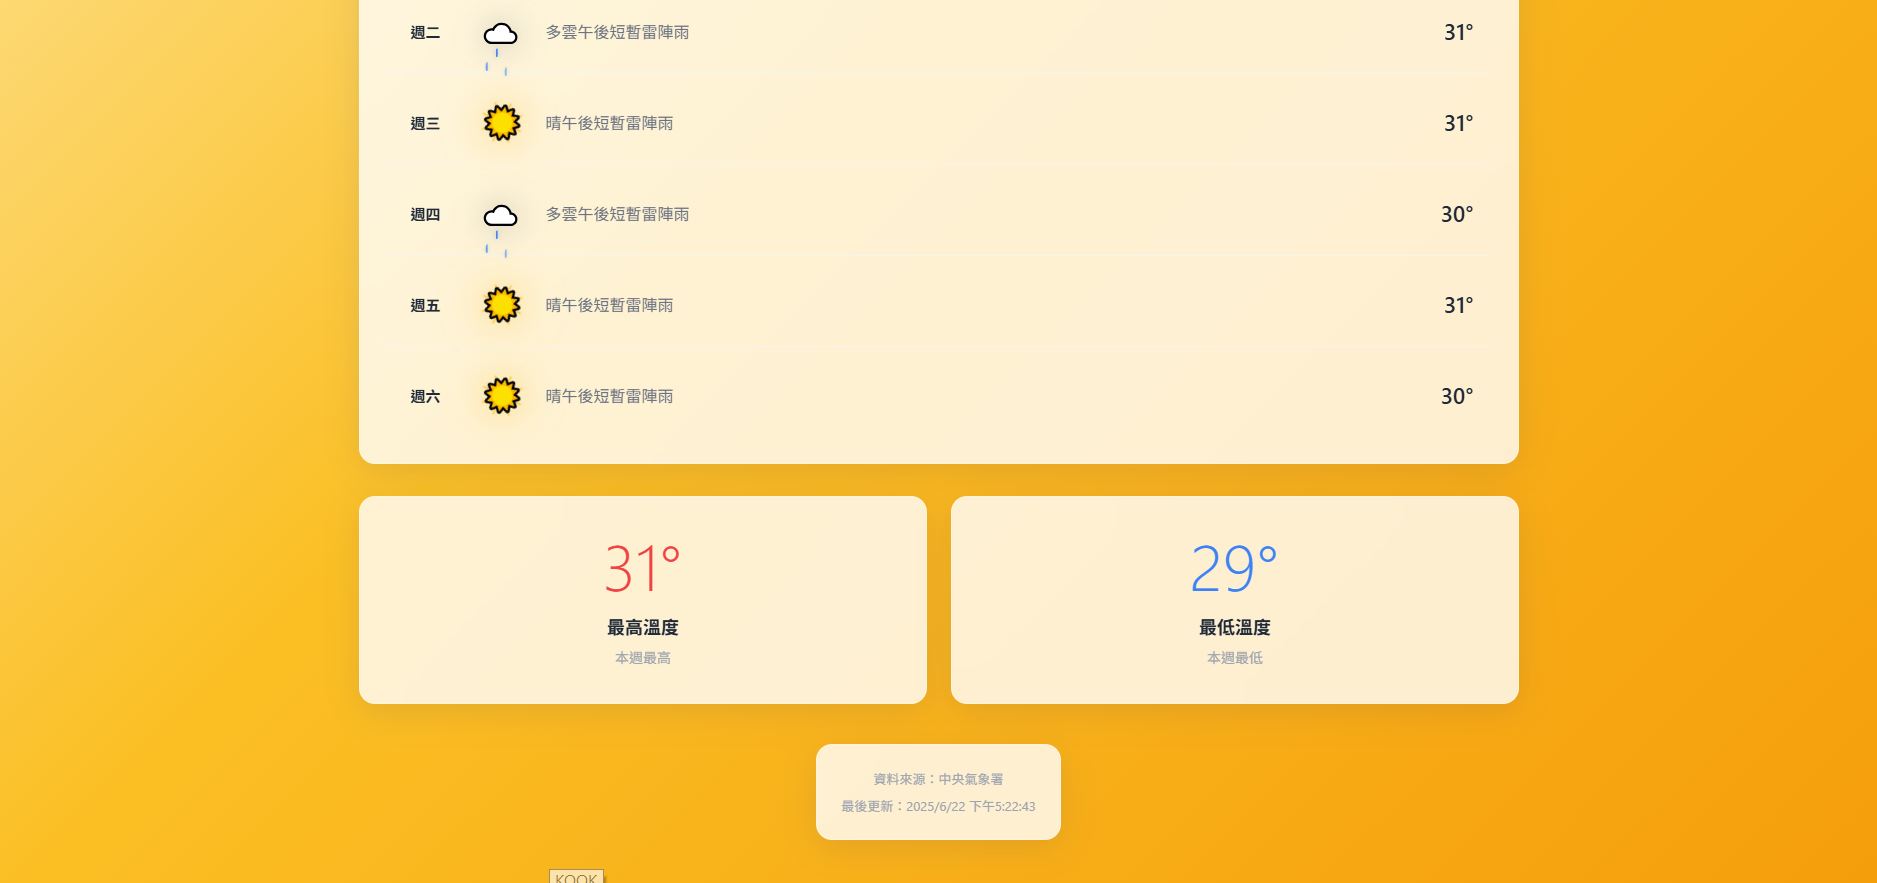 週二 多雲午後短暫雷陣雨 31°
週三 晴午後短暫雷陣雨 31°
週四 多雲午後短暫雷陣雨 30°
週五 晴午後短暫雷陣雨 31°
週六 晴午後短暫雷陣雨 30°
31°
最高溫度
本週最高
29°
最低溫度
本週最低
資料來源：中央氣象署
最後更新：2025/6/22 下午5:22:43
KOOK